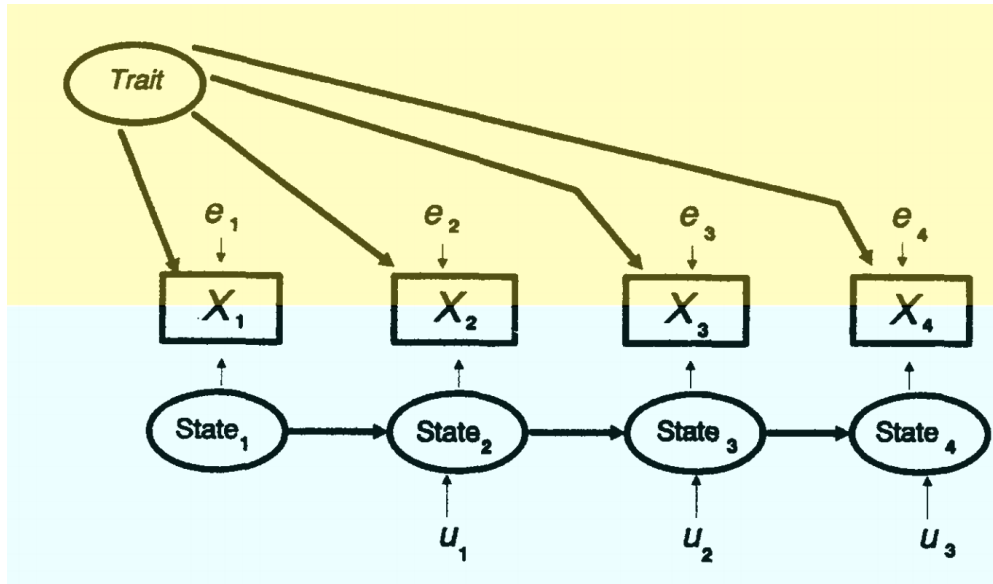 Trait
e₁ e₂ e₃ e₄
X₁ X₂ X₃ X₄
State₁ State₂ State₃ State₄
u₁ u₂ u₃